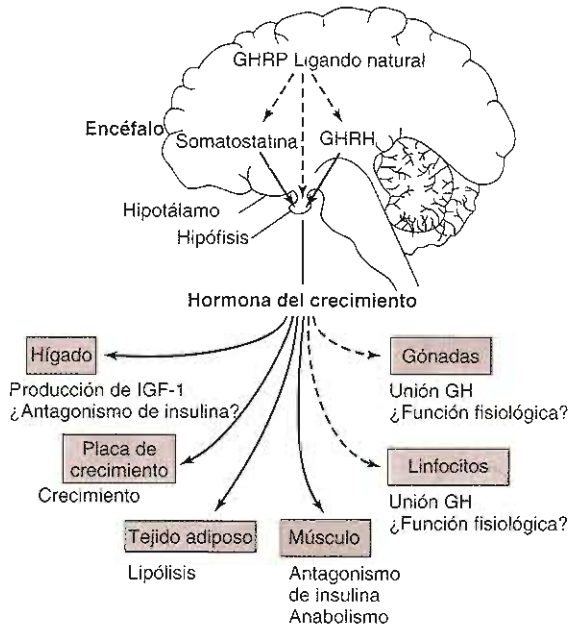 GHRP Ligando natural
Encéfalo
Somatostatina
GHRH
Hipotálamo
Hipófisis
Hormona del crecimiento
Hígado
Producción de IGF-1
¿Antagonismo de insulina?
Placa de
crecimiento
Crecimiento
Tejido adiposo
Lipólisis
Músculo
Antagonismo
de insulina
Anabolismo
Gónadas
Unión GH
¿Función fisiológica?
Linfocitos
Unión GH
¿Función fisiológica?